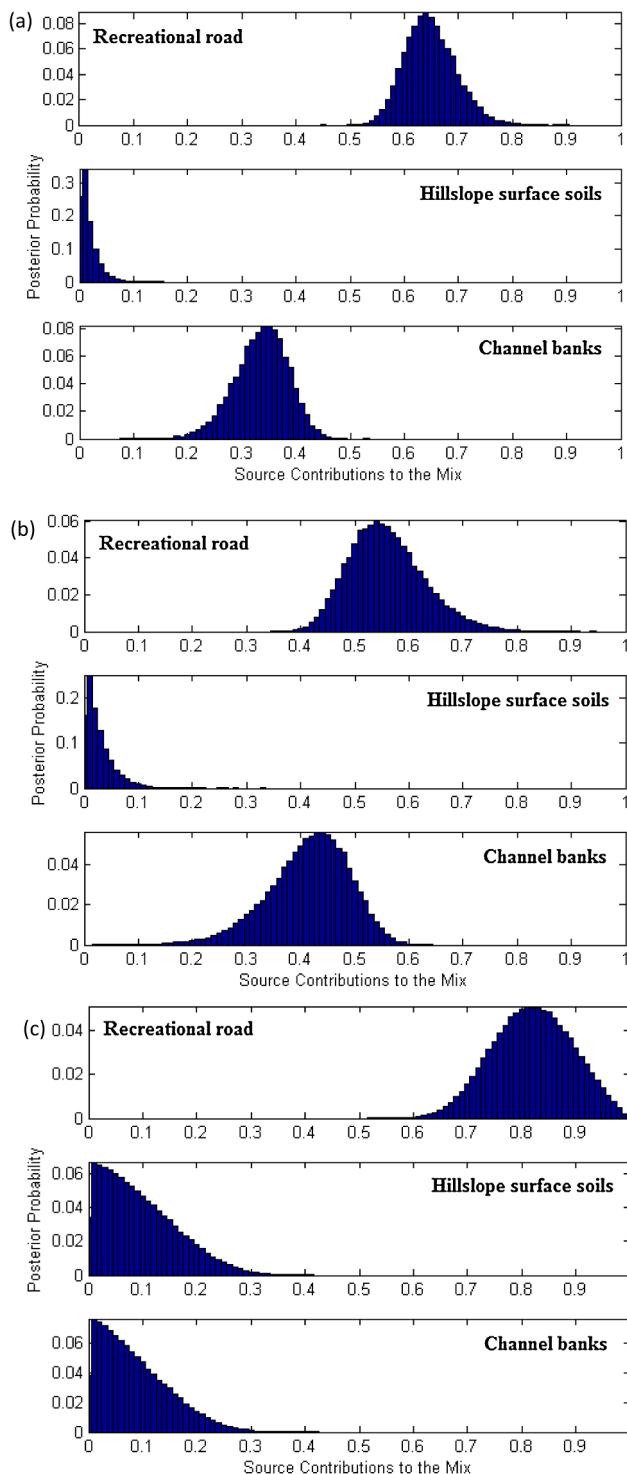 (a)
Recreational road
0.08
0.06
0.04
0.02
0
0 0.1 0.2 0.3 0.4 0.5 0.6 0.7 0.8 0.9 1
Posterior Probability
Hillslope surface soils
0.3
0.2
0.1
0
0 0.1 0.2 0.3 0.4 0.5 0.6 0.7 0.8 0.9 1
Channel banks
0.08
0.06
0.04
0.02
0
0 0.1 0.2 0.3 0.4 0.5 0.6 0.7 0.8 0.9 1
Source Contributions to the Mix
(b)
Recreational road
0.06
0.04
0.02
0
0 0.1 0.2 0.3 0.4 0.5 0.6 0.7 0.8 0.9 1
Posterior Probability
Hillslope surface soils
0.2
0.1
0
0 0.1 0.2 0.3 0.4 0.5 0.6 0.7 0.8 0.9 1
Channel banks
0.04
0.02
0
0 0.1 0.2 0.3 0.4 0.5 0.6 0.7 0.8 0.9 1
Source Contributions to the Mix
(c)
Recreational road
0.04
0.02
0
0 0.1 0.2 0.3 0.4 0.5 0.6 0.7 0.8 0.9
Posterior Probability
Hillslope surface soils
0.06
0.04
0.02
0
0 0.1 0.2 0.3 0.4 0.5 0.6 0.7 0.8 0.9
Channel banks
0.06
0.04
0.02
0
0 0.1 0.2 0.3 0.4 0.5 0.6 0.7 0.8 0.9
Source Contributions to the Mix